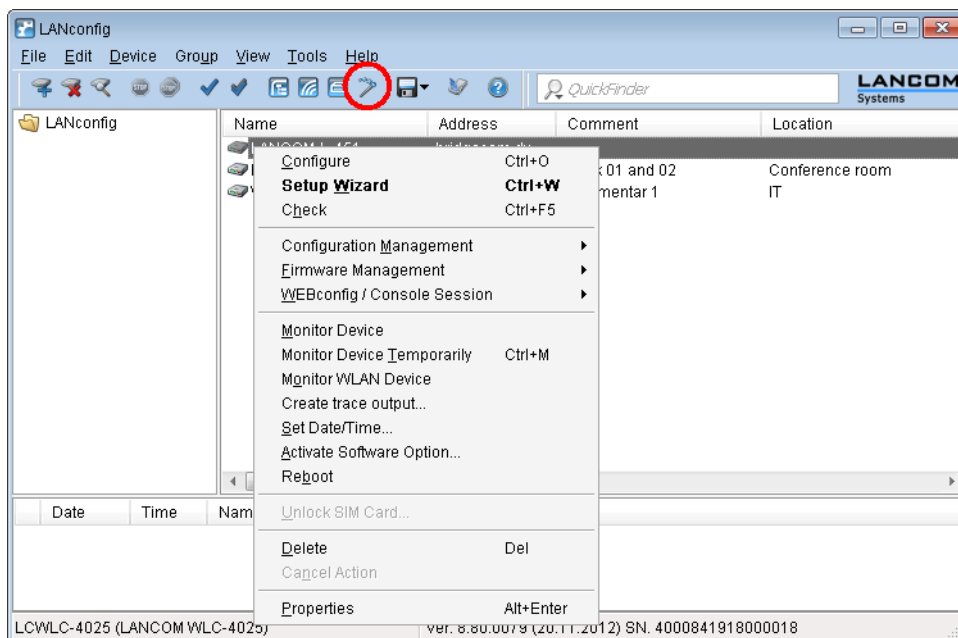 LANconfig
File Edit Device Group View Tools Help
QuickFinder
LANCOM
Systems
LANconfig
Name Address Comment Location
01 and 02 Conference room
mentar 1 IT
Configure Ctrl+O
Setup Wizard Ctrl+W
Check Ctrl+F5
Configuration Management
Firmware Management
WEBconfig / Console Session
Monitor Device
Monitor Device Temporarily Ctrl+M
Monitor WLAN Device
Create trace output...
Set Date/Time...
Activate Software Option...
Reboot
Unlock SIM Card...
Delete Del
Cancel Action
Properties Alt+Enter
Date Time Nam
LCWLC-4025 (LANCOM WLC-4025) Ver. 8.80.0079 (20.11.2012) SN. 4000841918000018